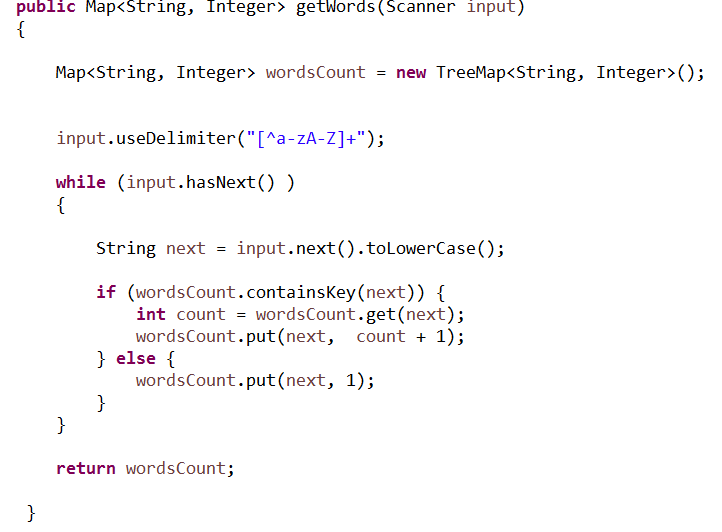 public Map<String, Integer> getWords(Scanner input)
{
Map<String, Integer> wordsCount = new TreeMap<String, Integer>();
input.useDelimiter("[^a-zA-Z]+");
while (input.hasNext() )
{
String next = input.next().toLowerCase();
if (wordsCount.containsKey(next)) {
int count = wordsCount.get(next);
wordsCount.put(next,  count + 1);
} else {
wordsCount.put(next, 1);
}
}
return wordsCount;
}